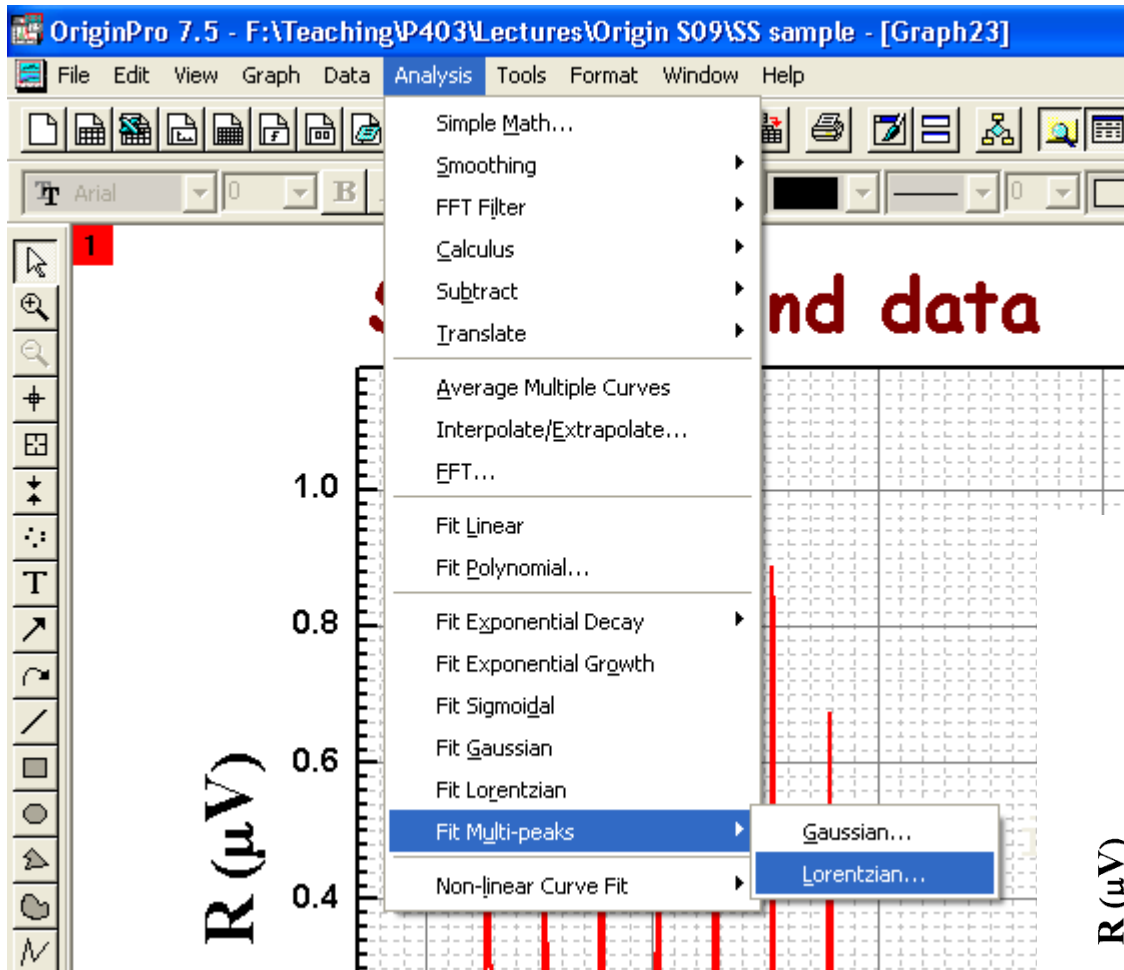 OriginPro 7.5 - F:\Teaching\P403\Lectures\Origin S09\SS sample - [Graph23]
File Edit View Graph Data Analysis Tools Format Window Help
Arial 0 B 0
1
nd data
Simple Math...
Smoothing
FFT Filter
Calculus
Subtract
Translate
Average Multiple Curves
Interpolate/Extrapolate...
FFT...
Fit Linear
Fit Polynomial...
Fit Exponential Decay
Fit Exponential Growth
Fit Sigmoidal
Fit Gaussian
Fit Lorentzian
Fit Multi-peaks
Non-linear Curve Fit
Gaussian...
Lorentzian...
1.0
0.8
0.6
0.4
R (μV)
R (μV)
T